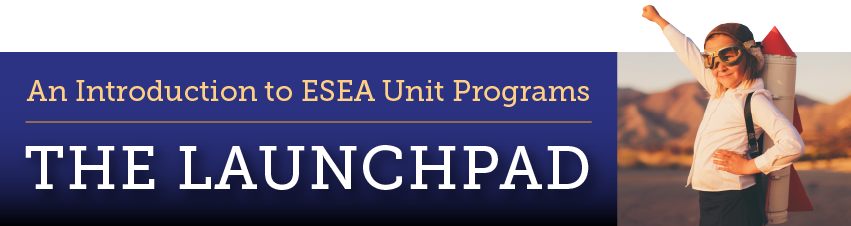 An Introduction to ESEA Unit Programs
THE LAUNCHPAD